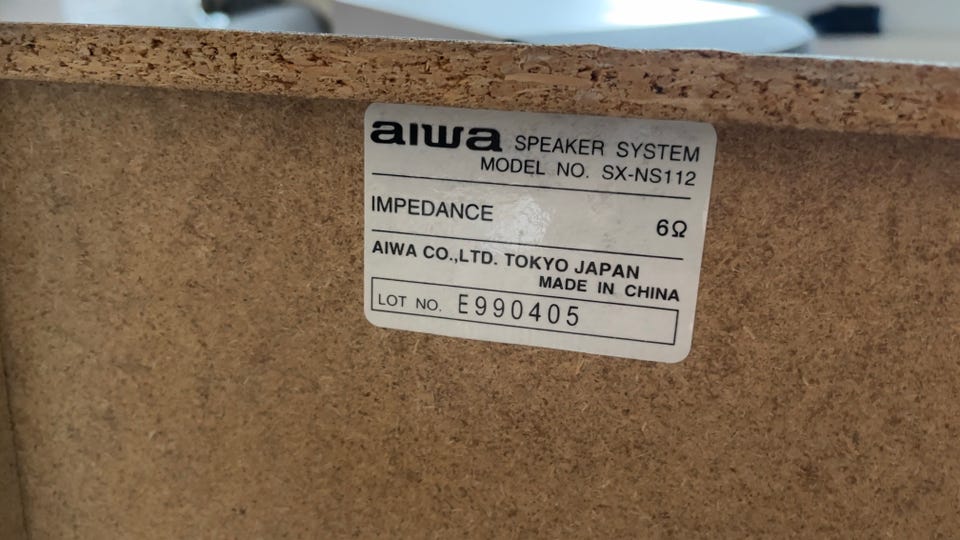 aiwa SPEAKER SYSTEM
MODEL NO. SX-NS112
IMPEDANCE 6Ω
AIWA CO.,LTD. TOKYO JAPAN
MADE IN CHINA
LOT NO. E990405